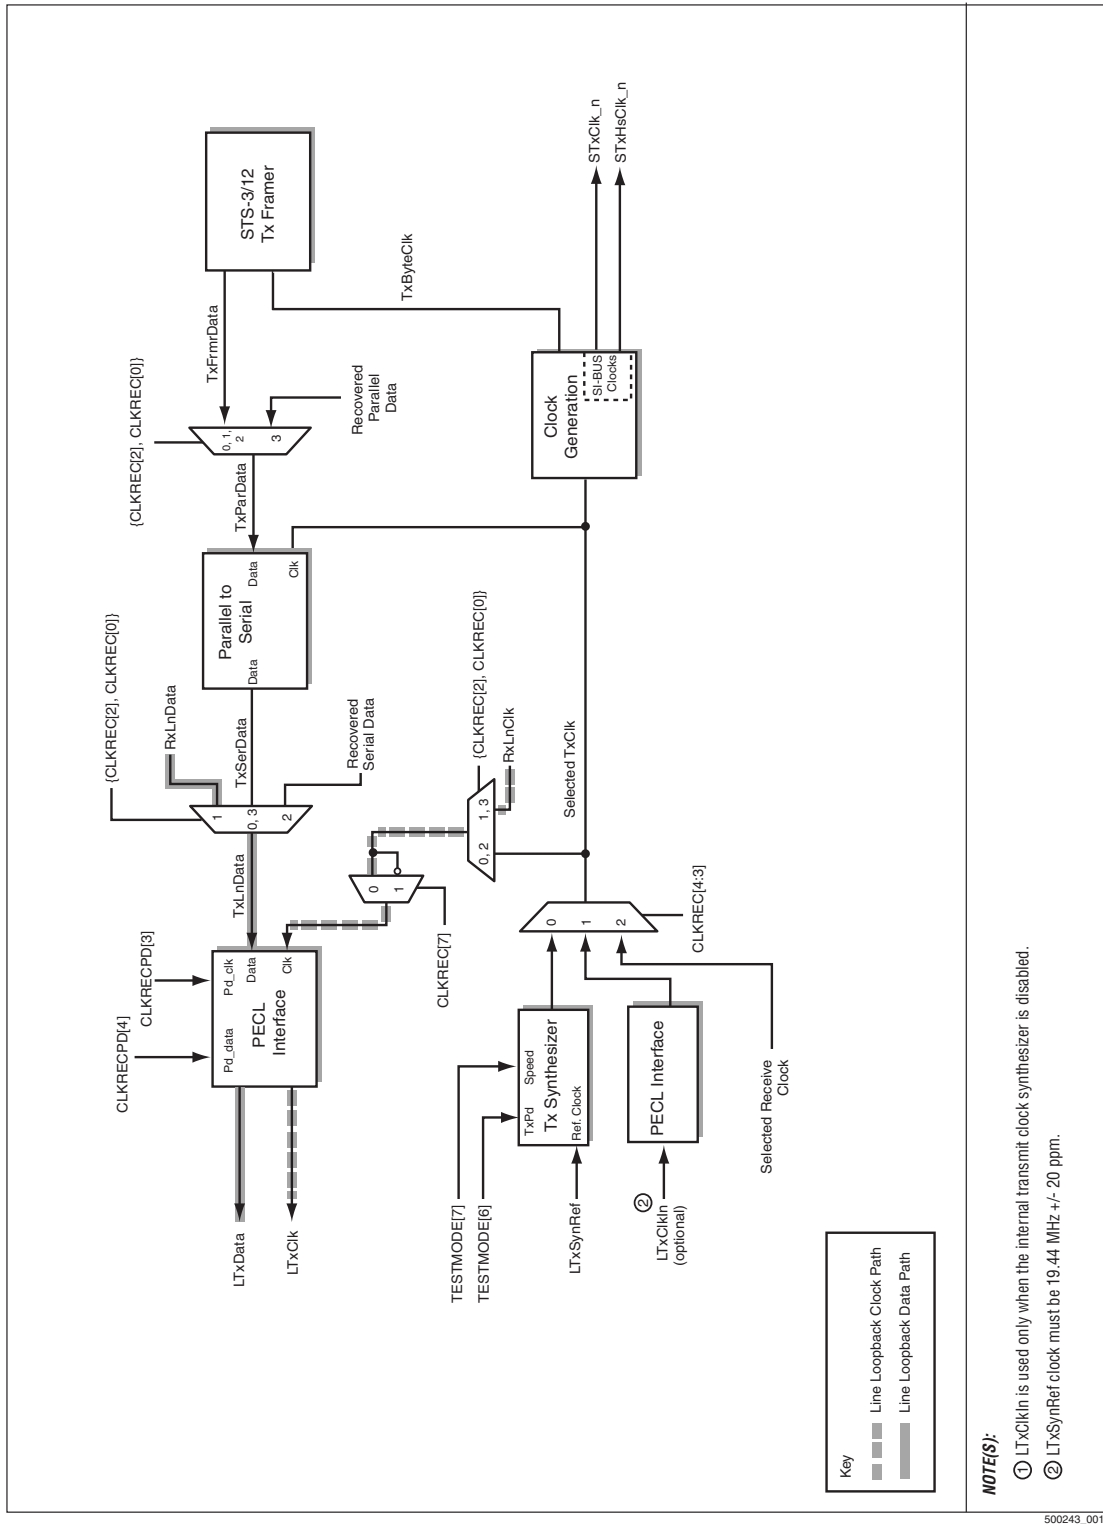 STS-3/12
Tx Framer
TxFrmrData
TxByteClk
STxClk_n
STxHsClk_n
{CLKREC[2], CLKREC[0]}
0, 1,
2
3
Recovered
Parallel
Data
TxParData
Clock
Generation
SI-BUS
Clocks
Parallel to
Serial
Data
Data
Clk
{CLKREC[2], CLKREC[0]}
RxLnData
TxSerData
Recovered
Serial Data
1
0, 3
2
TxLnData
{CLKREC[2], CLKREC[0]}
RxLnClk
0, 2
1, 3
Selected TxClk
0
1
CLKREC[7]
0
1
2
CLKREC[4:3]
CLKRECPD[4]
CLKRECPD[3]
Pd_data
Pd_clk
PECL
Interface
Data
Clk
LTxData
LTxClk
TESTMODE[7]
TESTMODE[6]
TxPd
Speed
Tx Synthesizer
Ref. Clock
LTxSynRef
PECL Interface
②
LTxClkIn
(optional)
Selected Receive
Clock
Key
Line Loopback Clock Path
Line Loopback Data Path
NOTE(S):
① LTxClkIn is used only when the internal transmit clock synthesizer is disabled.
② LTxSynRef clock must be 19.44 MHz +/- 20 ppm.
500243_001